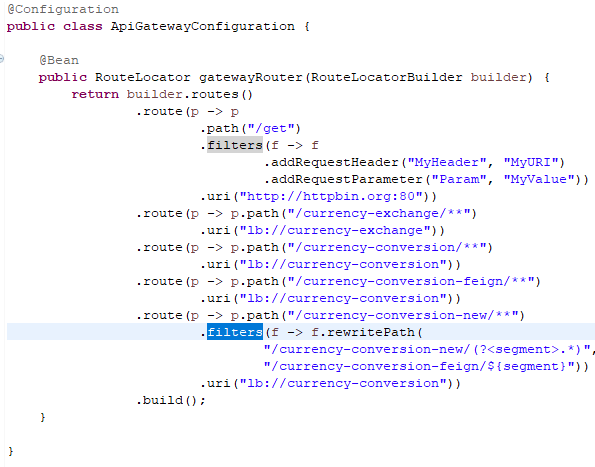 @Configuration
public class ApiGatewayConfiguration {
@Bean
public RouteLocator gatewayRouter(RouteLocatorBuilder builder) {
return builder.routes()
.route(p -> p
.path("/get")
.filters(f -> f
.addRequestHeader("MyHeader", "MyURI")
.addRequestParameter("Param", "MyValue"))
.uri("http://httpbin.org:80"))
.route(p -> p.path("/currency-exchange/**")
.uri("lb://currency-exchange"))
.route(p -> p.path("/currency-conversion/**")
.uri("lb://currency-conversion"))
.route(p -> p.path("/currency-conversion-feign/**")
.uri("lb://currency-conversion"))
.route(p -> p.path("/currency-conversion-new/**")
.filters(f -> f.rewritePath(
"/currency-conversion-new/(?<segment>.*)",
"/currency-conversion-feign/${segment}"))
.uri("lb://currency-conversion"))
.build();
}
}